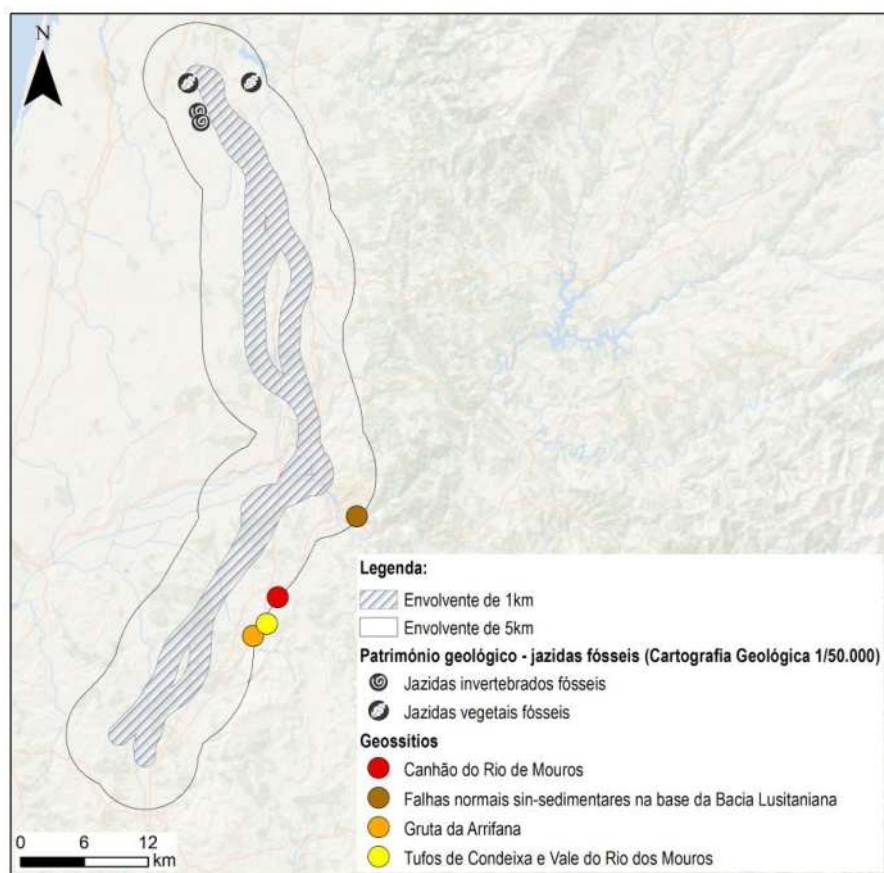 N
Legenda:
Envolvente de 1km
Envolvente de 5km
Património geológico - jazidas fósseis (Cartografia Geológica 1/50.000)
Jazidas invertebrados fósseis
Jazidas vegetais fósseis
Geossítios
Canhão do Rio de Mouros
Falhas normais sin-sedimentares na base da Bacia Lusitaniana
Gruta da Arrifana
Tufos de Condeixa e Vale do Rio dos Mouros
0 6 12
km